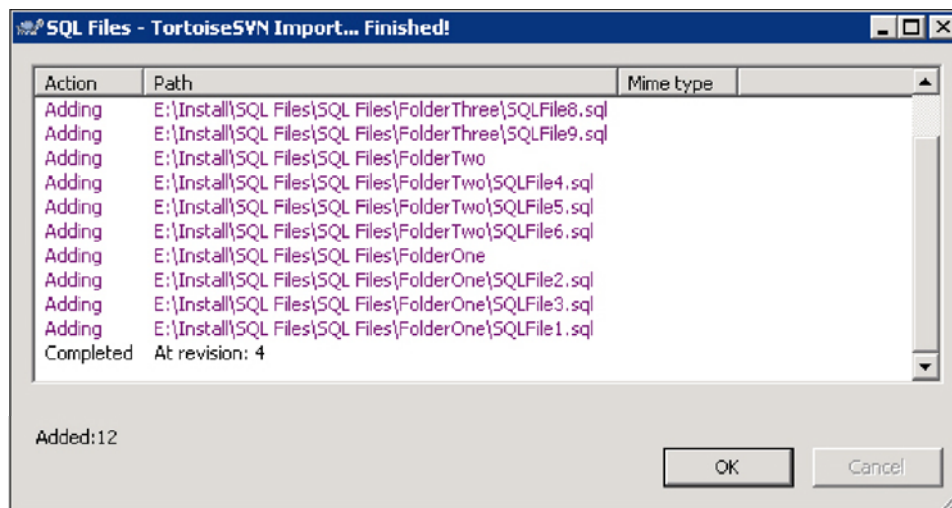 SQL Files - TortoiseSVN Import... Finished!
Action Path Mime type
Adding E:\Install\SQL Files\SQL Files\FolderThree\SQLFile8.sql
Adding E:\Install\SQL Files\SQL Files\FolderThree\SQLFile9.sql
Adding E:\Install\SQL Files\SQL Files\FolderTwo
Adding E:\Install\SQL Files\SQL Files\FolderTwo\SQLFile4.sql
Adding E:\Install\SQL Files\SQL Files\FolderTwo\SQLFile5.sql
Adding E:\Install\SQL Files\SQL Files\FolderTwo\SQLFile6.sql
Adding E:\Install\SQL Files\SQL Files\FolderOne
Adding E:\Install\SQL Files\SQL Files\FolderOne\SQLFile2.sql
Adding E:\Install\SQL Files\SQL Files\FolderOne\SQLFile3.sql
Adding E:\Install\SQL Files\SQL Files\FolderOne\SQLFile1.sql
Completed At revision: 4
Added:12
OK Cancel